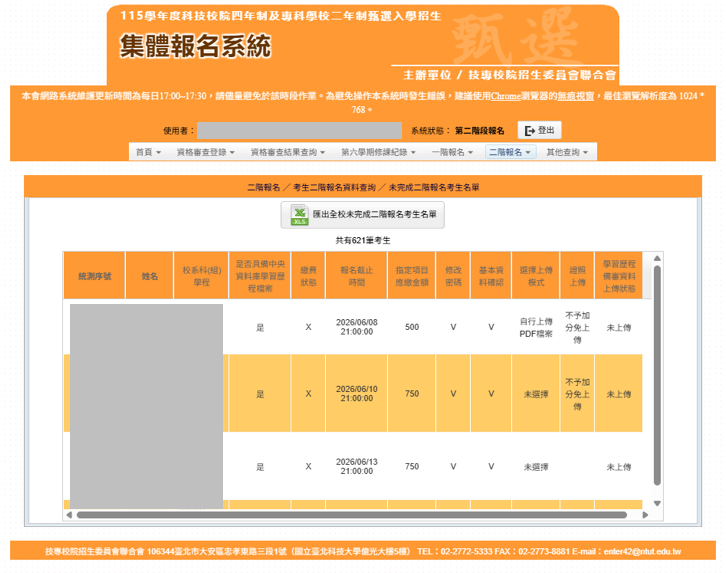 115學年度科技校院四年制及專科學校二年制甄選入學招生
集體報名系統
甄選
主辦單位 / 技專校院招生委員會聯合會
本會網路系統維護更新時間為每日17:00~17:30，請儘量避免於該時段作業。為避免操作本系統時發生錯誤，建議使用Chrome瀏覽器的無痕視窗，最佳瀏覽解析度為 1024 *
768。
使用者： 系統狀態： 第二階段報名 登出
首頁 資格審查登錄 資格審查結果查詢 第六學期修課紀錄 一階報名 二階報名 其他查詢
二階報名 ／ 考生二階報名資料查詢 ／ 未完成二階報名考生名單
XLS 匯出全校未完成二階報名考生名單
共有621筆考生
統測序號 姓名 校系科(組)學程 是否具備中央資料庫學習歷程檔案 繳費狀態 報名截止時間 指定項目應繳金額 修改密碼 基本資料確認 選擇上傳模式 證照上傳 學習歷程備審資料上傳狀態
是 X 2026/06/08 21:00:00 500 V V 自行上傳PDF檔案 不予加分免上傳 未上傳
是 X 2026/06/10 21:00:00 750 V V 未選擇 不予加分免上傳 未上傳
是 X 2026/06/13 21:00:00 750 V V 未選擇 未上傳
技專校院招生委員會聯合會 106344臺北市大安區忠孝東路三段1號（國立臺北科技大學億光大樓5樓） TEL：02-2772-5333 FAX：02-2773-8881 E-mail：enter42@ntut.edu.tw